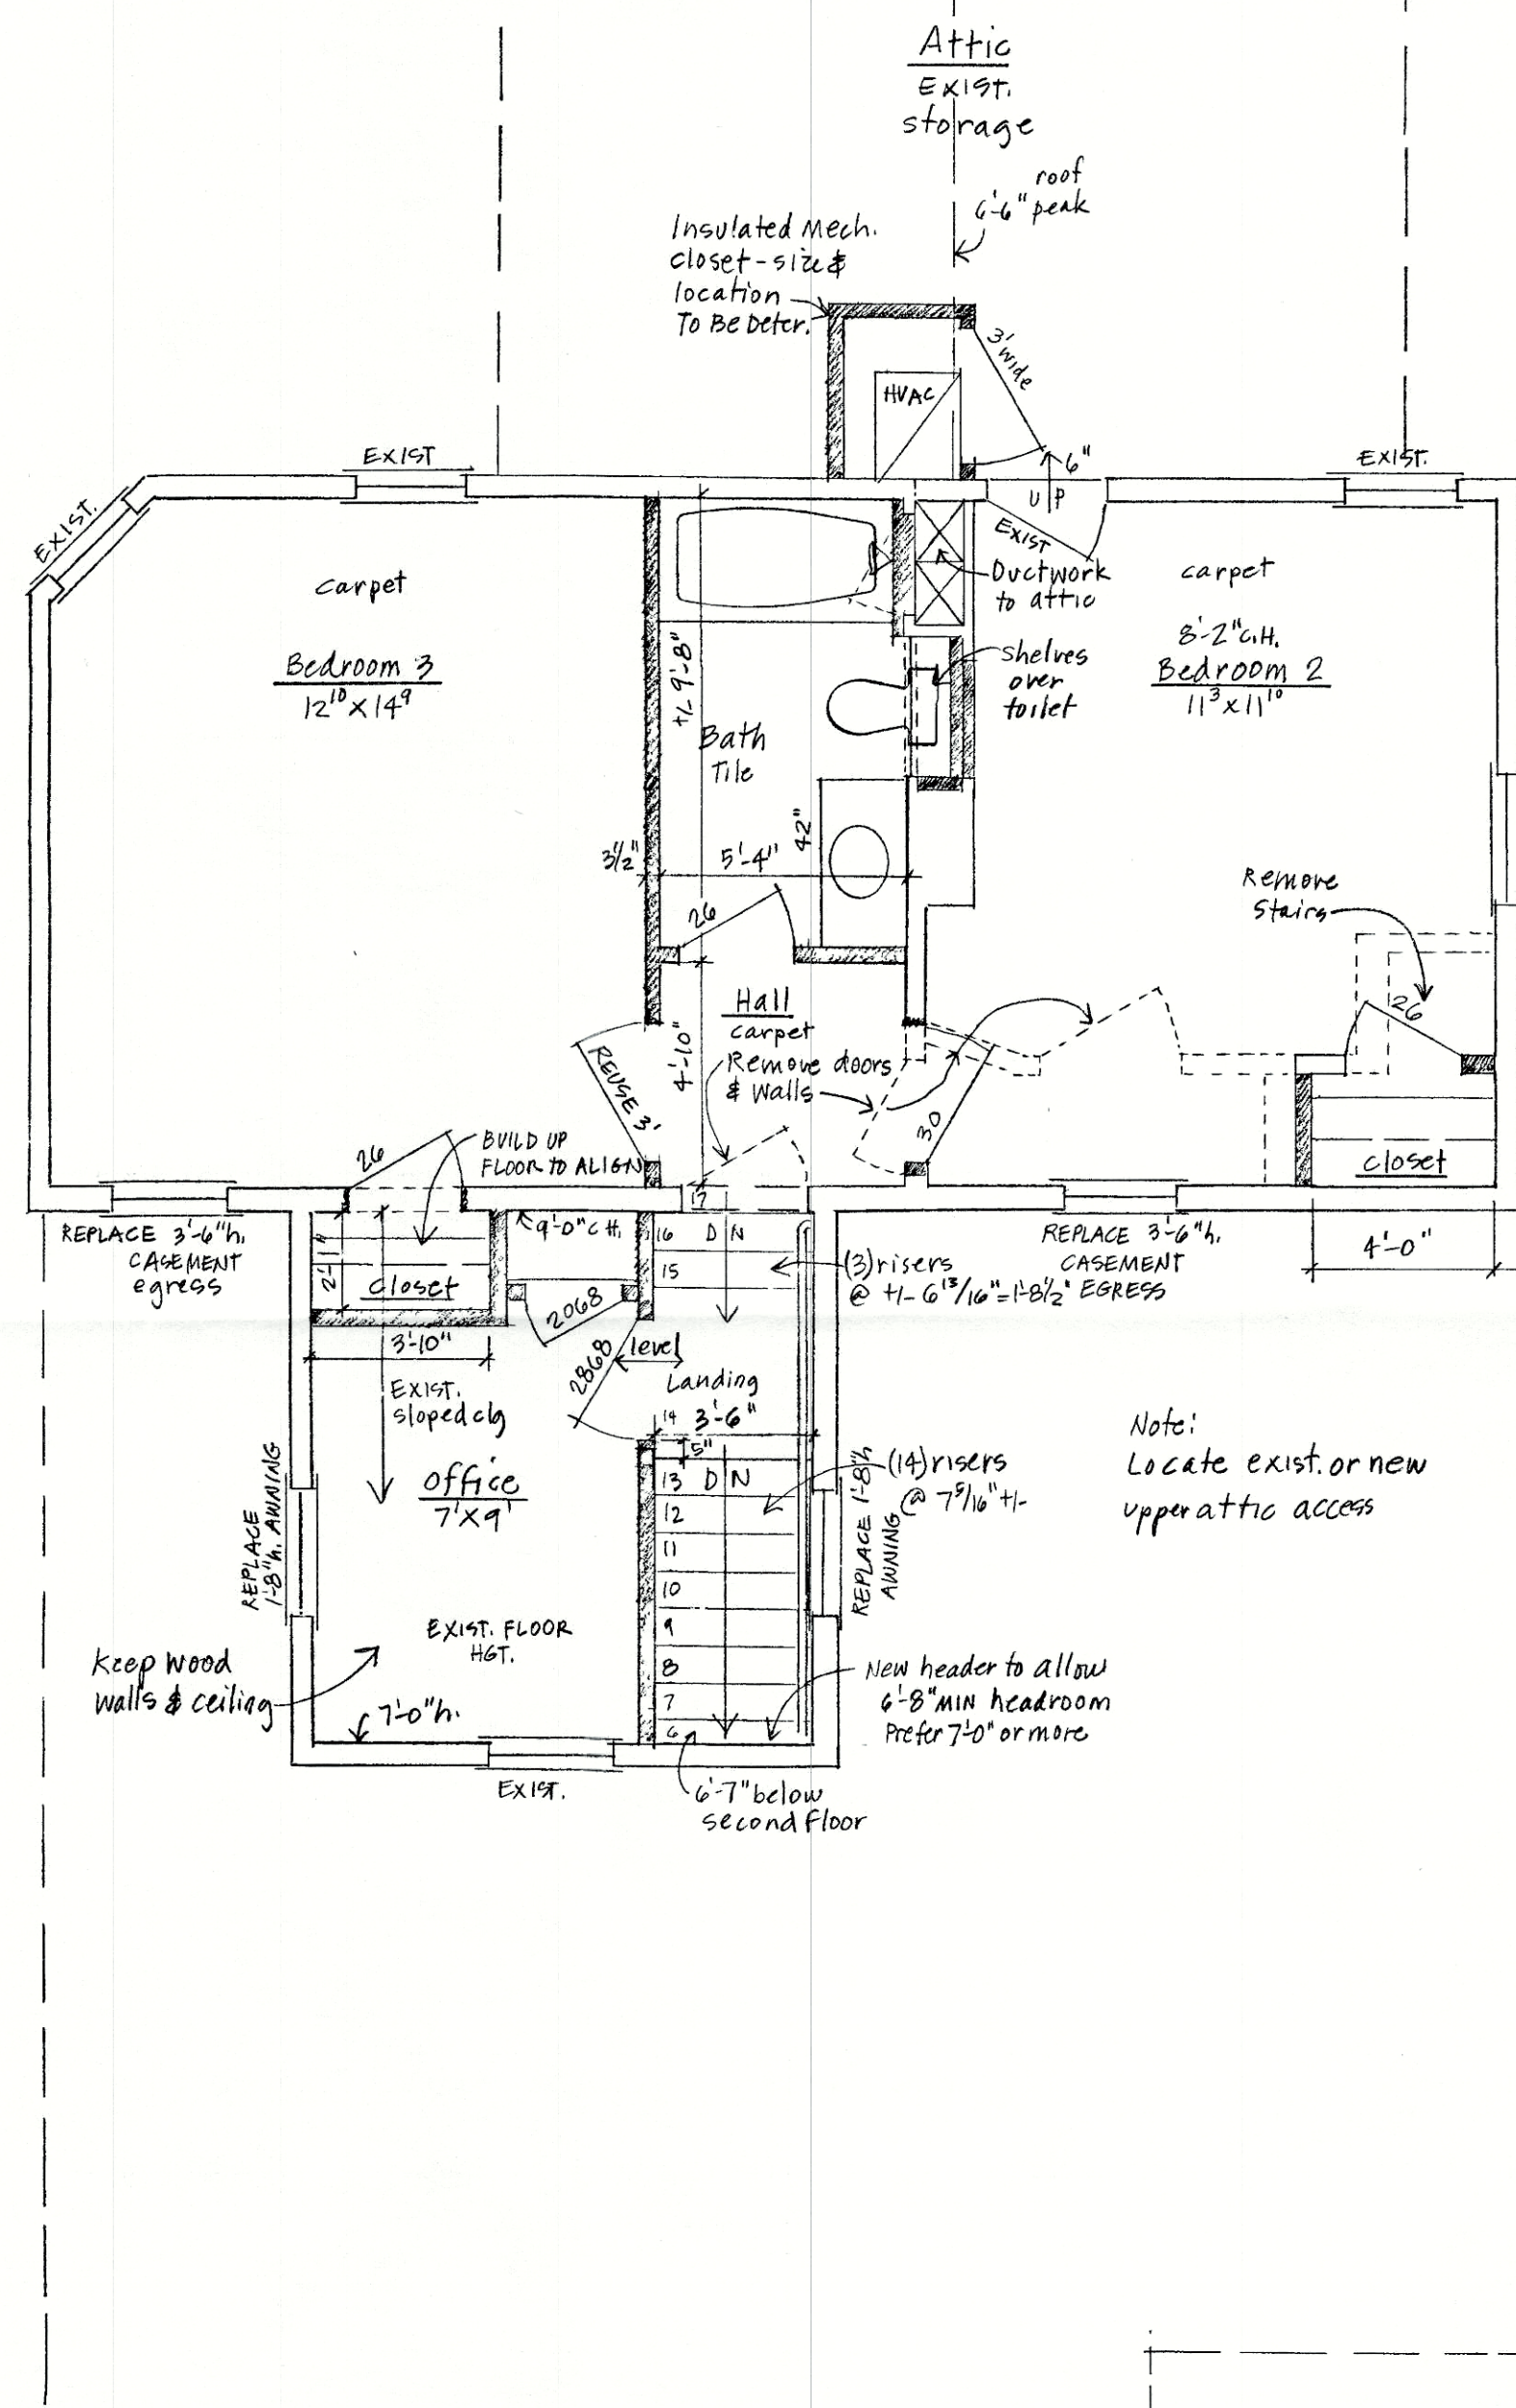 Attic
EXIST.
storage
roof
6'-6" peak
Insulated Mech.
closet-size &
location
To Be Deter.
3' wide
HVAC
6"
UP
EXIST
EXIST.
EXIST.
EXIST
carpet
Bedroom 3
12¹⁰ X 14⁹
+/- 9'-8"
Bath
Tile
Ductwork
to attic
shelves
over
toilet
carpet
8'-2" C.H.
Bedroom 2
11³ x 11¹⁰
3½"
5'-4"
42"
26
Remove
Stairs
26
Hall
carpet
4'-10"
Remove doors
& Walls
REUSE 3'
30
closet
26
BUILD UP
FLOOR TO ALIGN
17
REPLACE 3'-6"h.
CASEMENT
egress
2'-11"
closet
9'-0" C H.
16
DN
15
(3) risers
@ +/- 6 13/16" = 1'-8½"
REPLACE 3'-6"h.
CASEMENT
EGRESS
4'-0"
2068
3'-10"
2868
level
Landing
14
3'-6"
5"
EXIST.
sloped clg
Office
7' X 9'
REPLACE
1'-8"h. AWNING
13 DN
12
11
10
9
8
7
6
(14) risers
@ 7 5/16" +/-
REPLACE 1'-8"h
AWNING
Note:
Locate exist. or new
upper attic access
EXIST. FLOOR
HGT.
Keep Wood
walls & ceiling
7'-0"h.
New header to allow
6'-8" MIN headroom
Prefer 7'-0" or more
EXIST.
6'-7" below
second floor